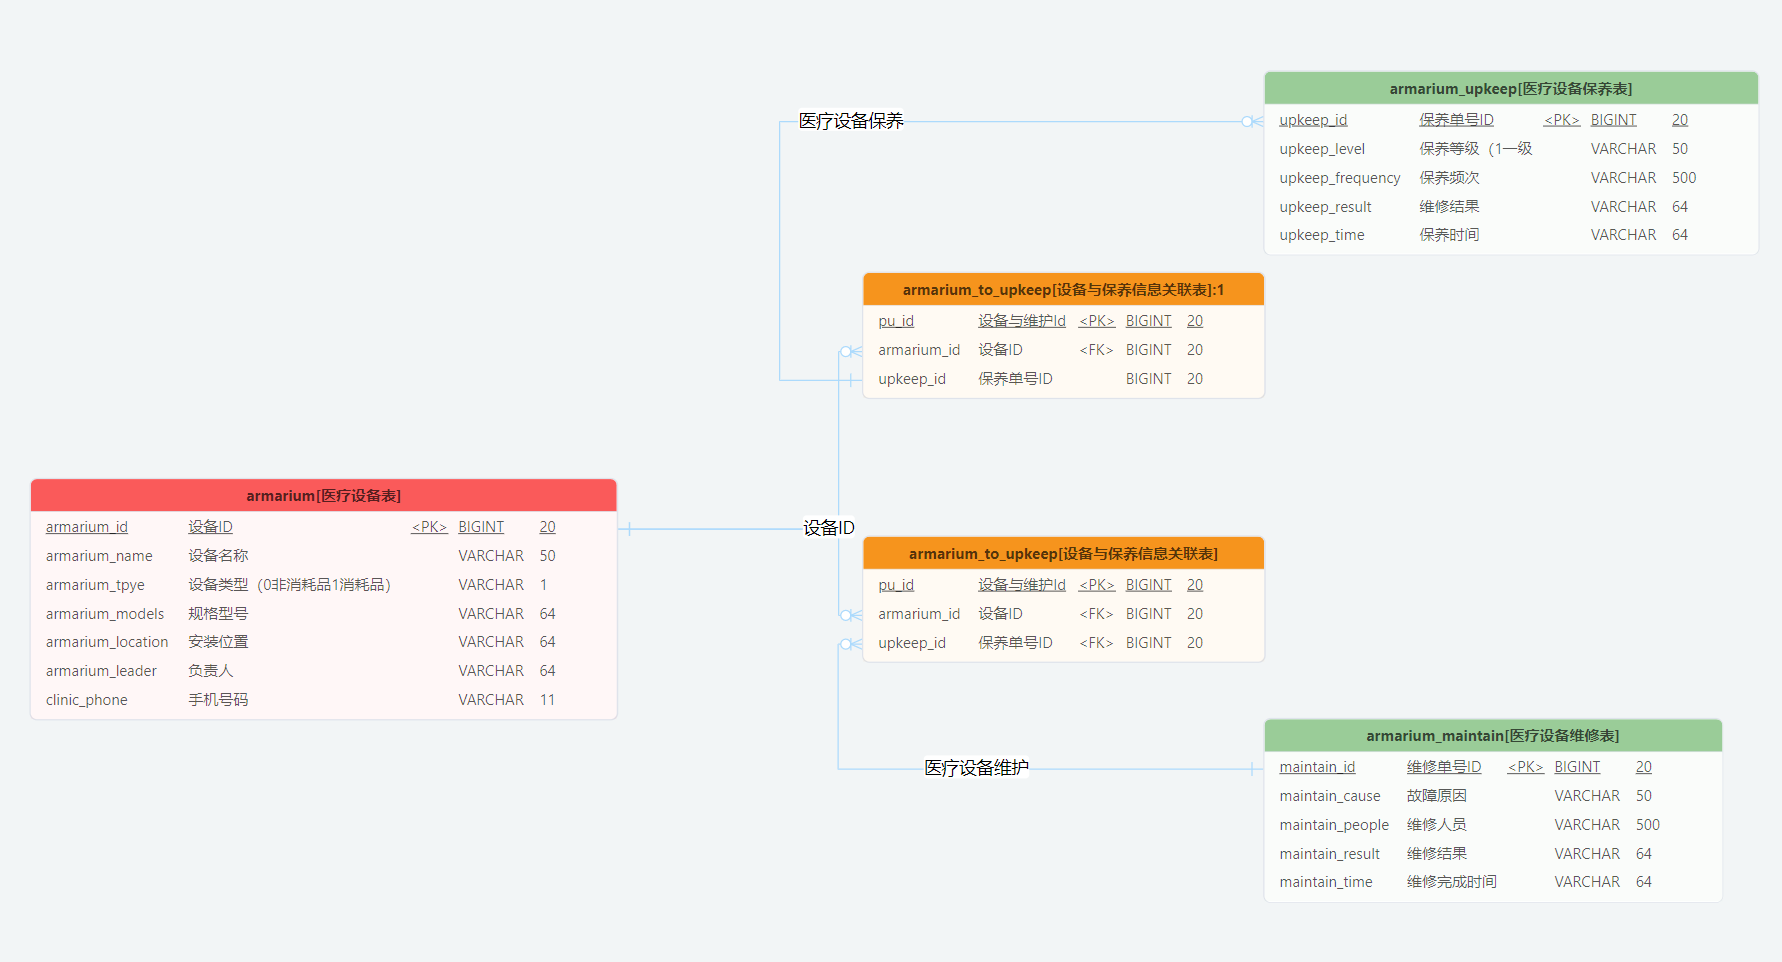 医疗设备保养
armarium_upkeep[医疗设备保养表]
upkeep_id 保养单号ID <PK> BIGINT 20
upkeep_level 保养等级（1一级 VARCHAR 50
upkeep_frequency 保养频次 VARCHAR 500
upkeep_result 维修结果 VARCHAR 64
upkeep_time 保养时间 VARCHAR 64
armarium_to_upkeep[设备与保养信息关联表]:1
pu_id 设备与维护Id <PK> BIGINT 20
armarium_id 设备ID <FK> BIGINT 20
upkeep_id 保养单号ID BIGINT 20
armarium[医疗设备表]
armarium_id 设备ID <PK> BIGINT 20
armarium_name 设备名称 VARCHAR 50
armarium_tpye 设备类型（0非消耗品1消耗品） VARCHAR 1
armarium_models 规格型号 VARCHAR 64
armarium_location 安装位置 VARCHAR 64
armarium_leader 负责人 VARCHAR 64
clinic_phone 手机号码 VARCHAR 11
设备ID
armarium_to_upkeep[设备与保养信息关联表]
pu_id 设备与维护Id <PK> BIGINT 20
armarium_id 设备ID <FK> BIGINT 20
upkeep_id 保养单号ID <FK> BIGINT 20
医疗设备维护
armarium_maintain[医疗设备维修表]
maintain_id 维修单号ID <PK> BIGINT 20
maintain_cause 故障原因 VARCHAR 50
maintain_people 维修人员 VARCHAR 500
maintain_result 维修结果 VARCHAR 64
maintain_time 维修完成时间 VARCHAR 64